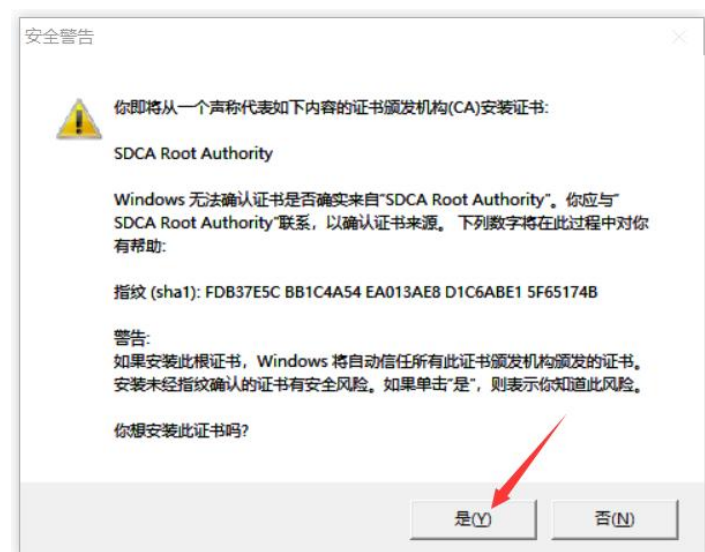 安全警告
你即将从一个声称代表如下内容的证书颁发机构(CA)安装证书:
SDCA Root Authority
Windows 无法确认证书是否确实来自"SDCA Root Authority"。你应与"
SDCA Root Authority"联系，以确认证书来源。 下列数字将在此过程中对你
有帮助:
指纹 (sha1): FDB37E5C BB1C4A54 EA013AE8 D1C6ABE1 5F65174B
警告:
如果安装此根证书，Windows 将自动信任所有此证书颁发机构颁发的证书。
安装未经指纹确认的证书有安全风险。如果单击"是"，则表示你知道此风险。
你想安装此证书吗?
是(Y)
否(N)